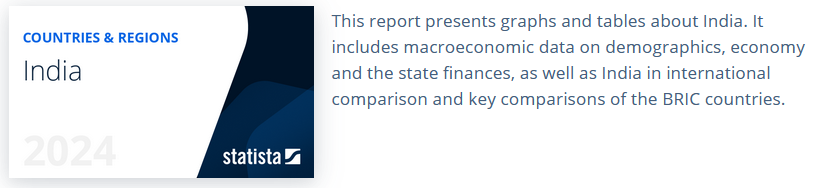 COUNTRIES & REGIONS
India
2024
statista
This report presents graphs and tables about India. It
includes macroeconomic data on demographics, economy
and the state finances, as well as India in international
comparison and key comparisons of the BRIC countries.